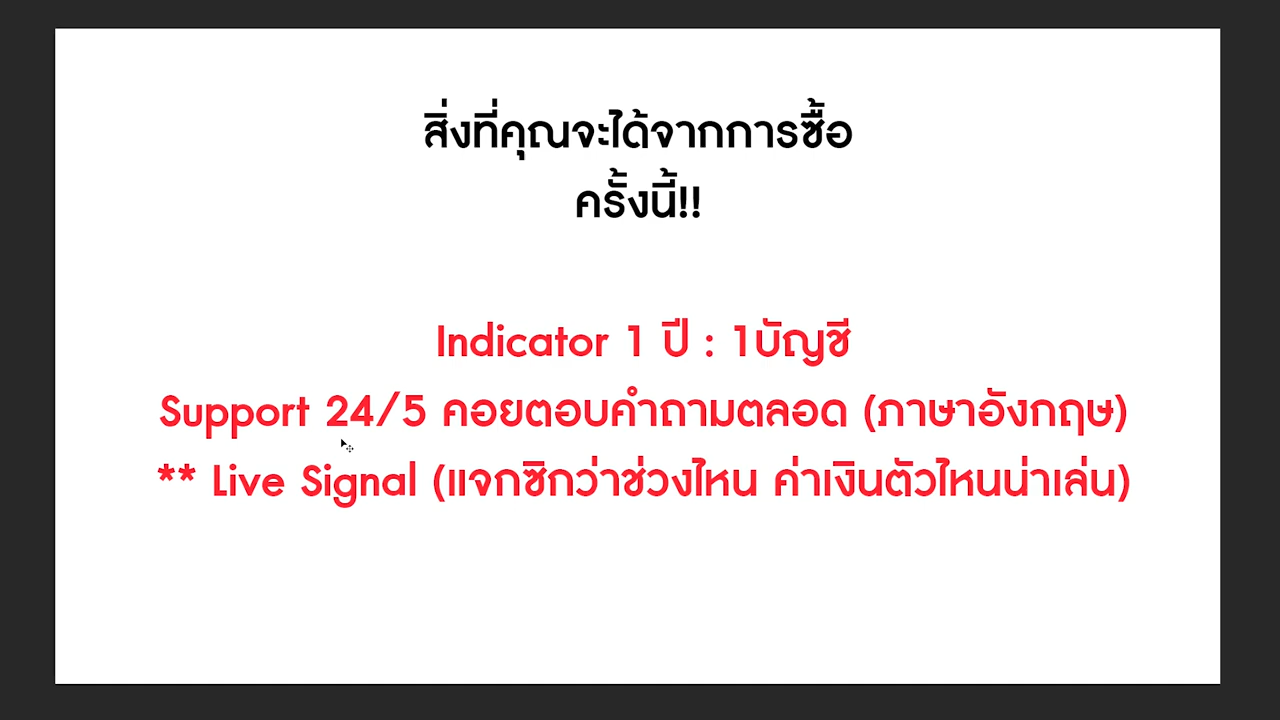 สิ่งที่คุณจะได้จากการซื้อ
ครั้งนี้!!
Indicator 1 ปี : 1บัญชี
Support 24/5 คอยตอบคำถามตลอด (ภาษาอังกฤษ)
** Live Signal (แจกซิกว่าช่วงไหน ค่าเงินตัวไหนน่าเล่น)